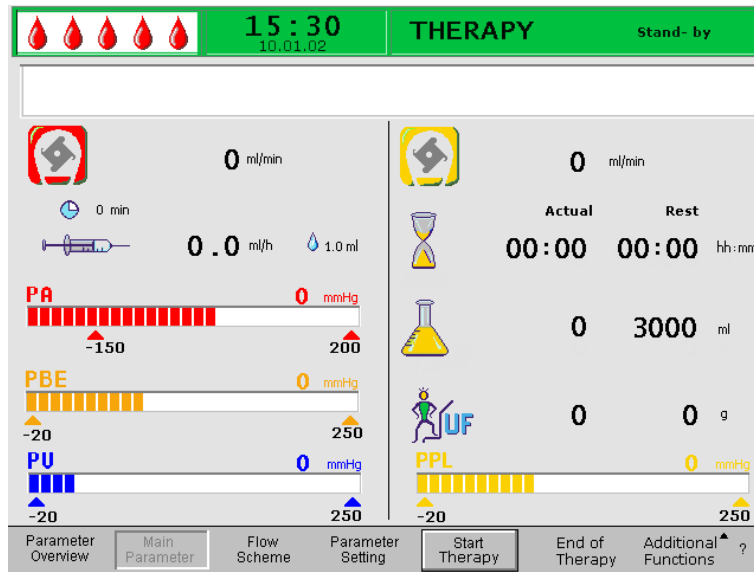 15:30 THERAPY Stand- by
10.01.02
0 ml/min
0 min
0.0 ml/h 1.0 ml
PA 0 mmHg
-150 200
PBE 0 mmHg
-20 250
PV 0 mmHg
-20 250
0 ml/min
Actual Rest
00:00 00:00 hh:mm
0 3000 ml
UF 0 0 g
PPL 0 mmHg
-20 250
Parameter Overview
Main Parameter
Flow Scheme
Parameter Setting
Start Therapy
End of Therapy
Additional Functions
?